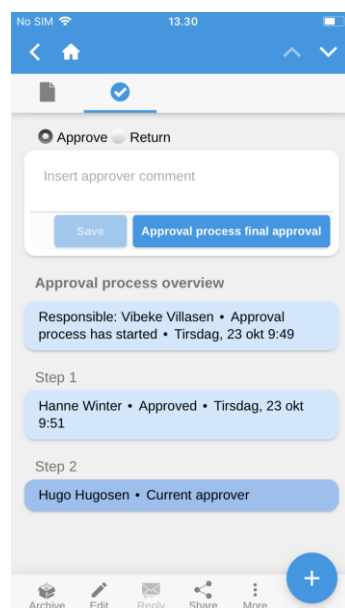 No SIM 13.30
Approve Return
Insert approver comment
Save Approval process final approval
Approval process overview
Responsible: Vibeke Villasen • Approval
process has started • Tirsdag, 23 okt 9:49
Step 1
Hanne Winter • Approved • Tirsdag, 23 okt
9:51
Step 2
Hugo Hugosen • Current approver
Archive Edit Reply Share More